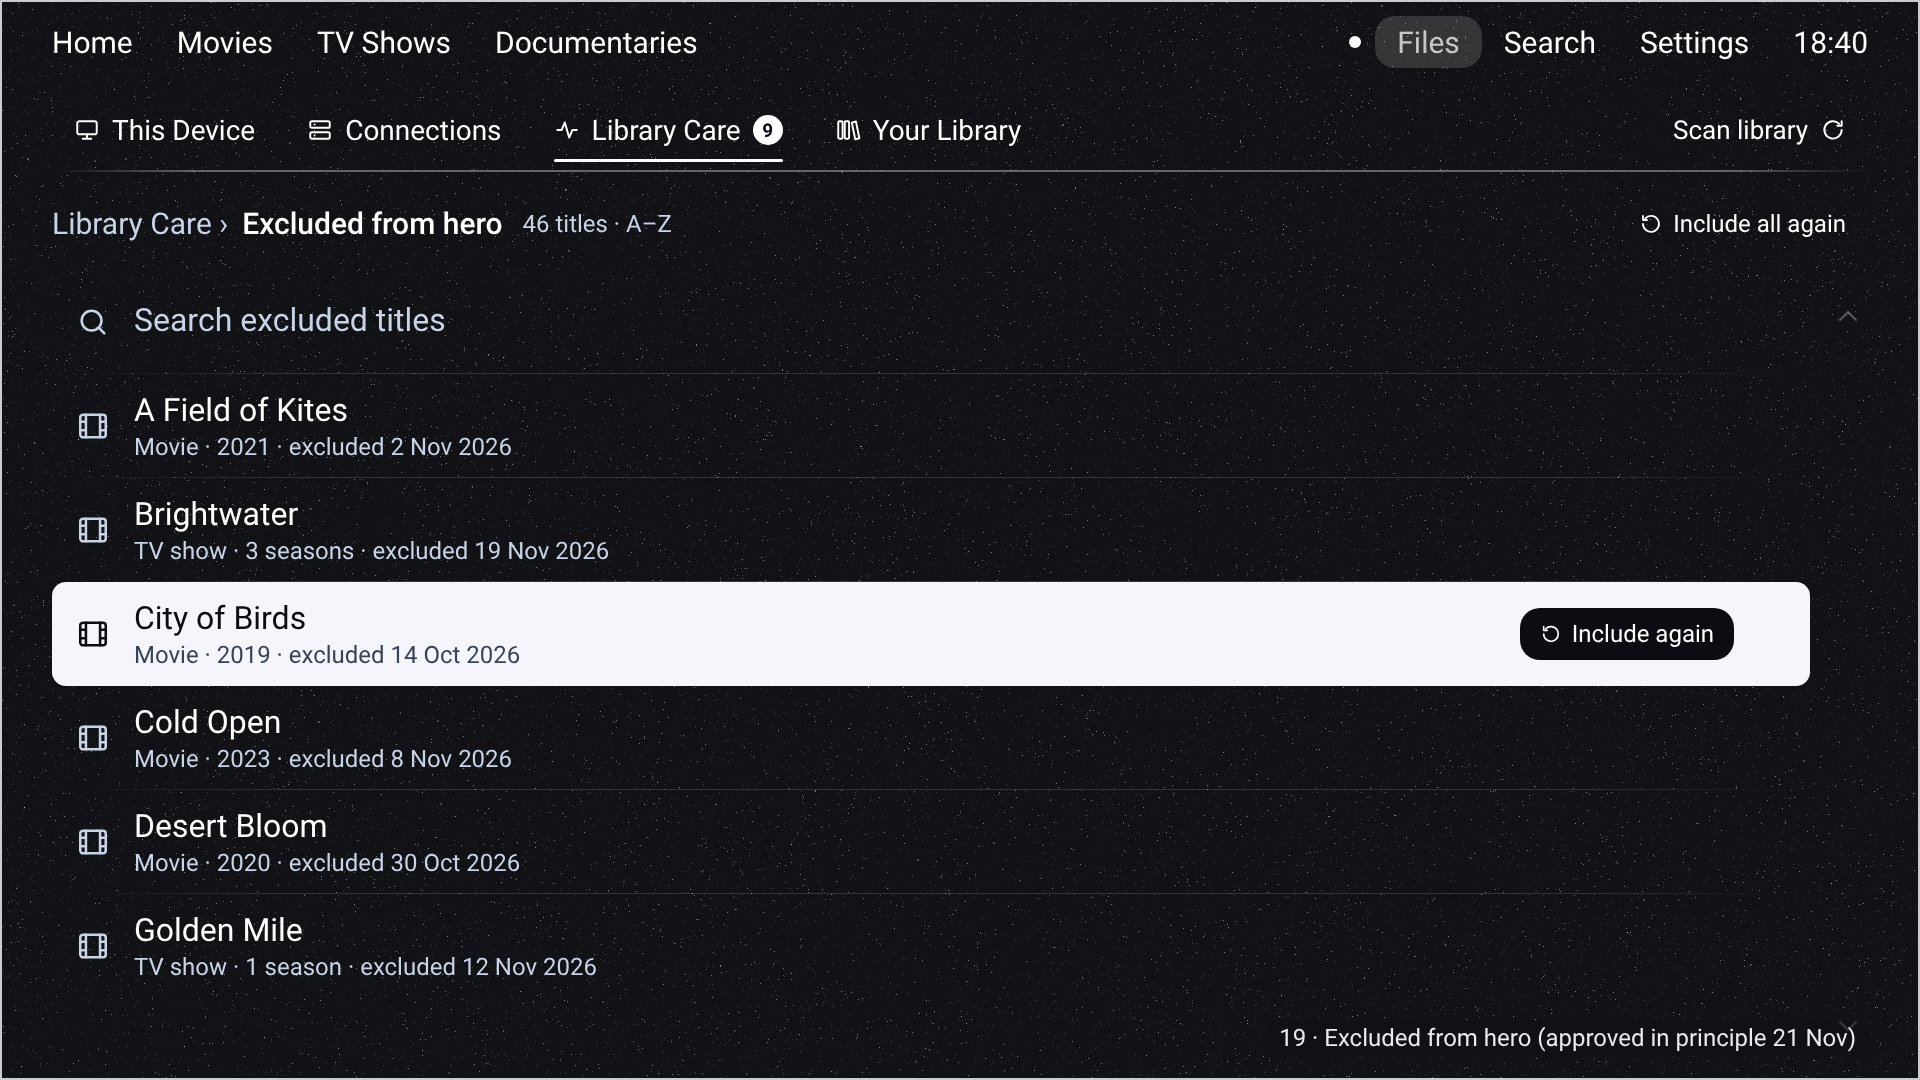 Home Movies TV Shows Documentaries Files Search Settings 18:40
This Device Connections Library Care 9 Your Library Scan library
Library Care › Excluded from hero 46 titles · A–Z Include all again
Search excluded titles
A Field of Kites
Movie · 2021 · excluded 2 Nov 2026
Brightwater
TV show · 3 seasons · excluded 19 Nov 2026
City of Birds
Movie · 2019 · excluded 14 Oct 2026
Include again
Cold Open
Movie · 2023 · excluded 8 Nov 2026
Desert Bloom
Movie · 2020 · excluded 30 Oct 2026
Golden Mile
TV show · 1 season · excluded 12 Nov 2026
19 · Excluded from hero (approved in principle 21 Nov)